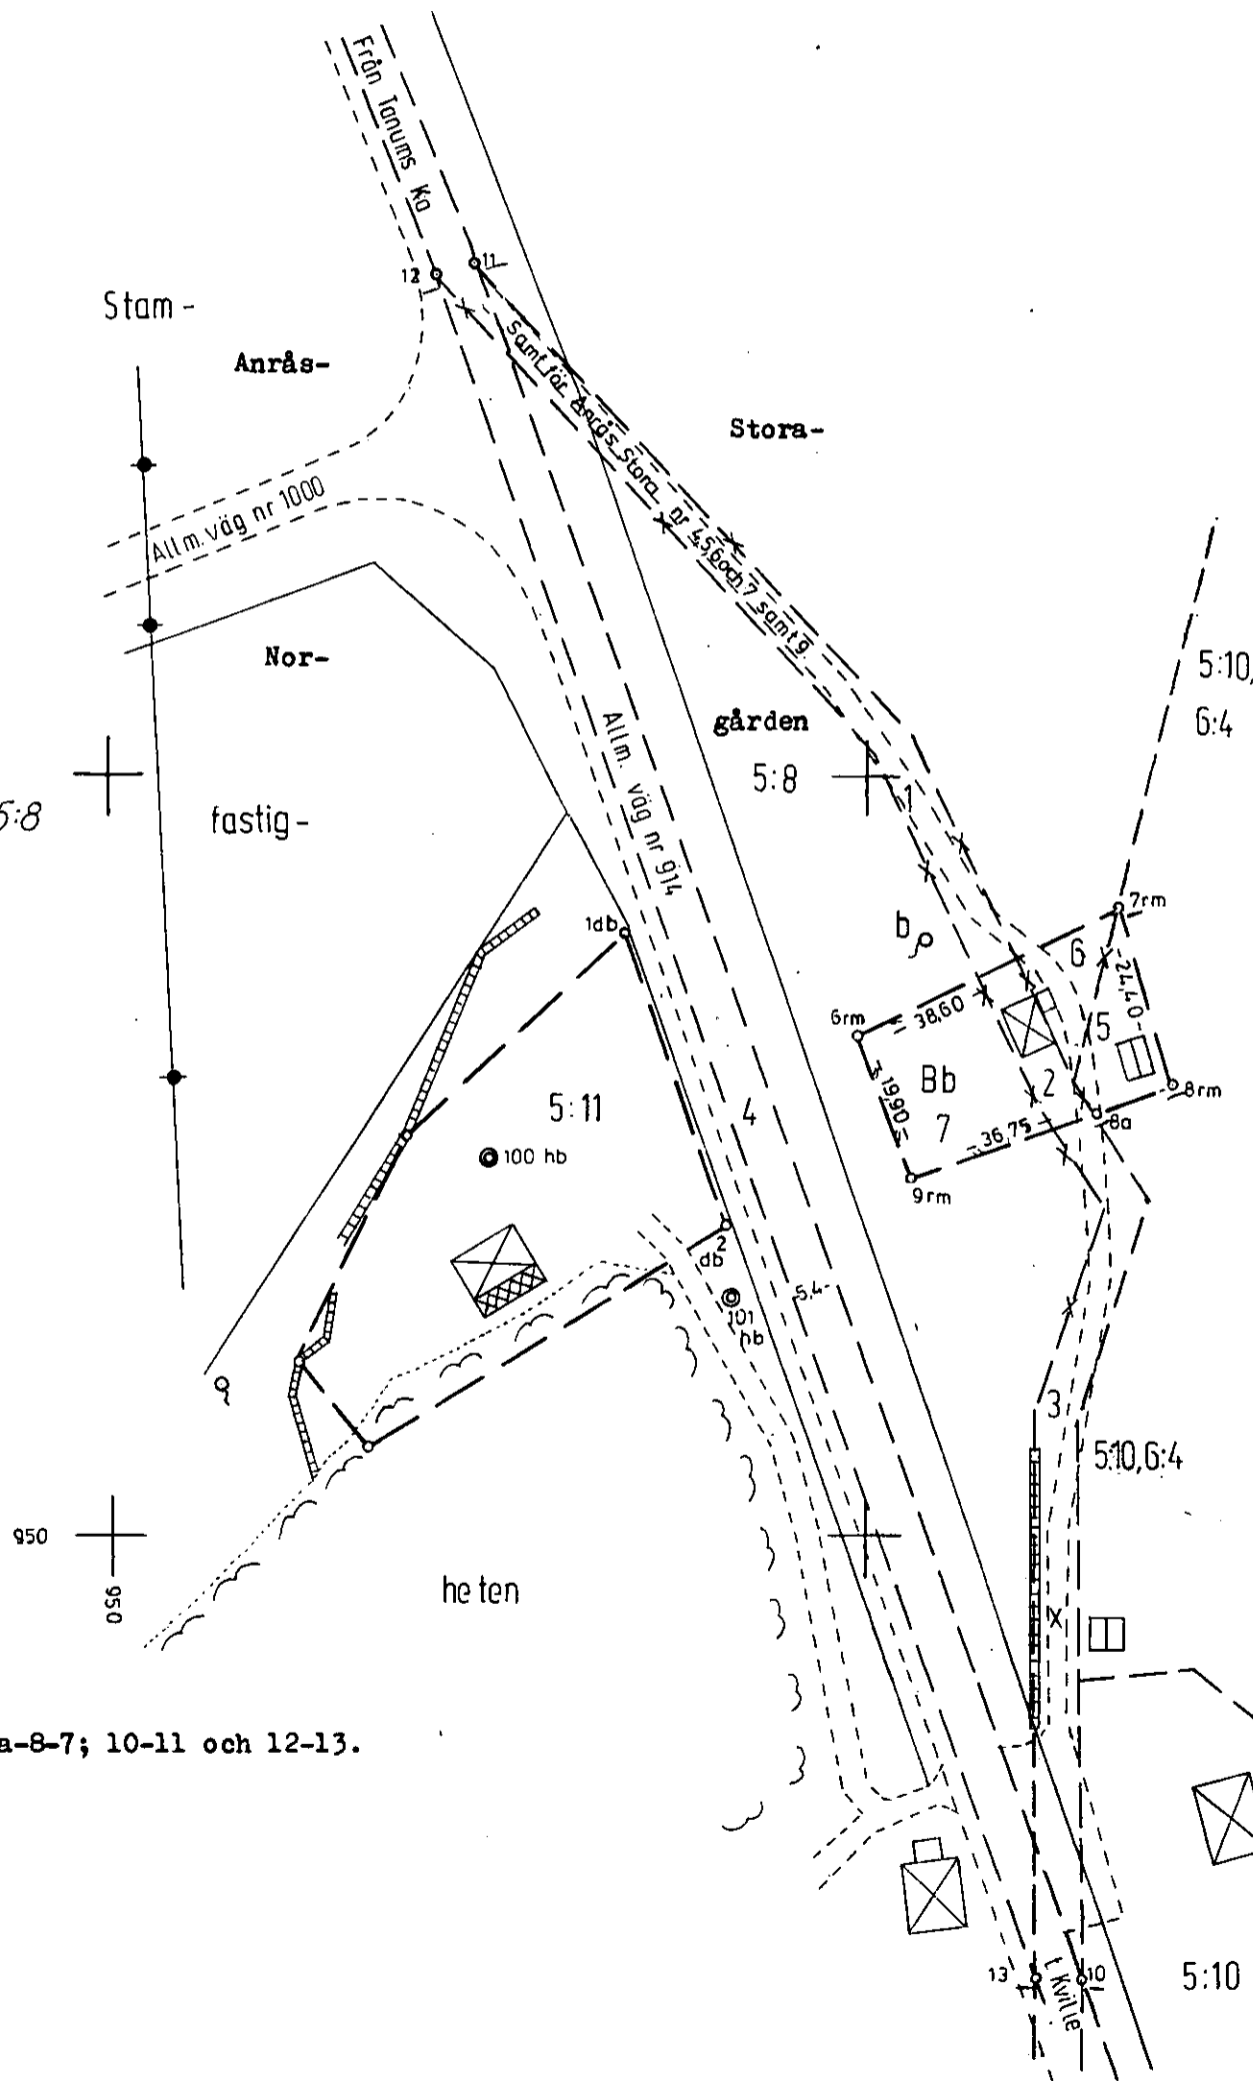 Från Tanums Ka
12
11
Stam-
Anrås-
Samf. för Anrås Stora nr 4,5,6 och 7 samt 9
Stora-
Allm. väg nr 1000
Nor-
5:10,
6:4
gården
5:8
Allm. väg nr 914
1
5:8
fastig-
1db
b
7rm
6
24,40
38,60
6rm
5
Bb
19,90
2
8rm
7
36,75
8a
9rm
5:11
4
100 hb
2
db
101
hb
5.4
3
5:10,6:4
950
950
heten
a-8-7; 10-11 och 12-13.
13
10
t Kville
5:10